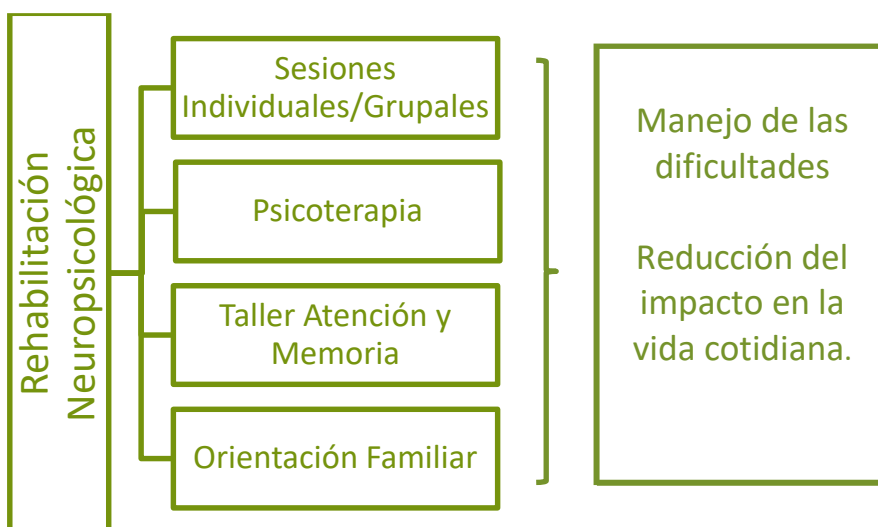 Rehabilitación
Neuropsicológica
Sesiones
Individuales/Grupales
Psicoterapia
Taller Atención y
Memoria
Orientación Familiar
Manejo de las
dificultades
Reducción del
impacto en la
vida cotidiana.